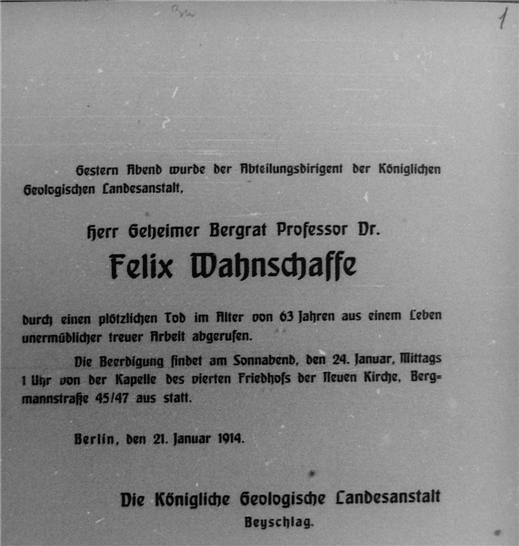 1
Gestern Abend wurde der Abteilungsdirigent der Königlichen
Geologischen Landesanstalt,
Herr Geheimer Bergrat Professor Dr.
Felix Wahnschaffe
durch einen plötzlichen Tod im Alter von 63 Jahren aus einem Leben
unermüdlicher treuer Arbeit abgerufen.
Die Beerdigung findet am Sonnabend, den 24. Januar, Mittags
1 Uhr von der Kapelle des vierten Friedhofs der Neuen Kirche, Berg-
mannstraße 45/47 aus statt.
Berlin, den 21. Januar 1914.
Die Königliche Geologische Landesanstalt
Beyschlag.